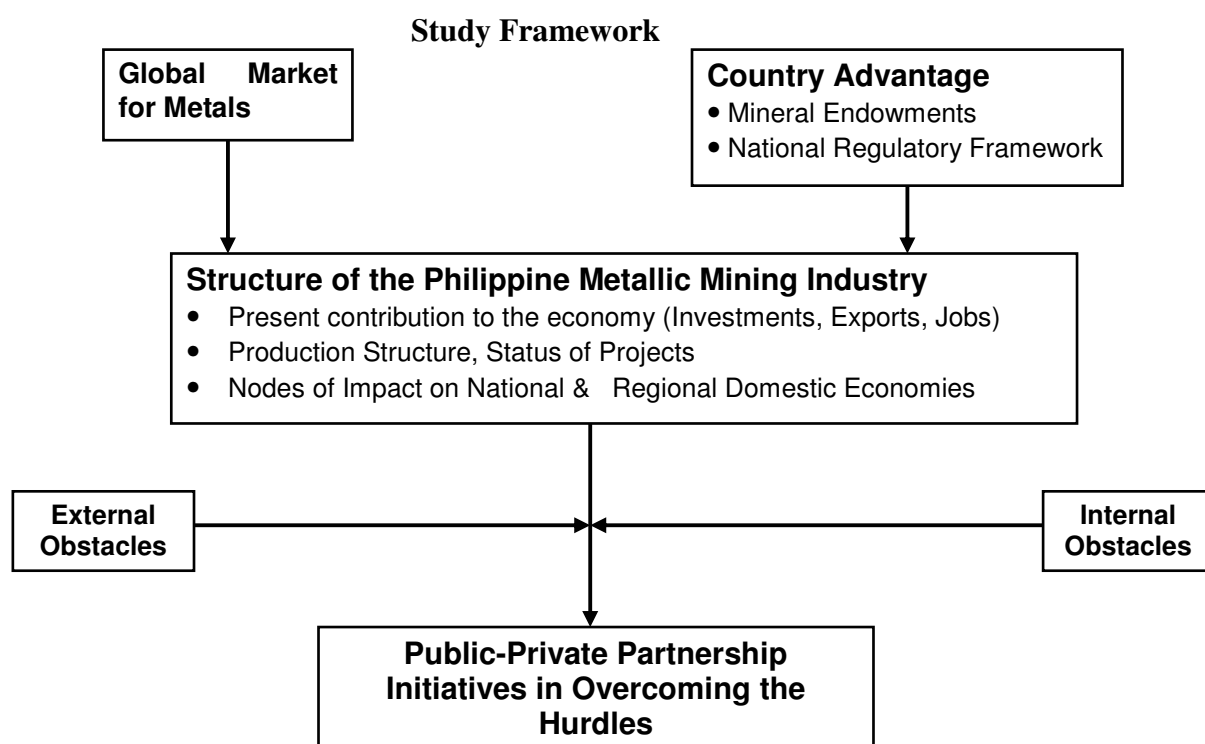 Study Framework
Global Market
for Metals
Country Advantage
• Mineral Endowments
• National Regulatory Framework
Structure of the Philippine Metallic Mining Industry
• Present contribution to the economy (Investments, Exports, Jobs)
• Production Structure, Status of Projects
• Nodes of Impact on National & Regional Domestic Economies
External
Obstacles
Internal
Obstacles
Public-Private Partnership
Initiatives in Overcoming the
Hurdles